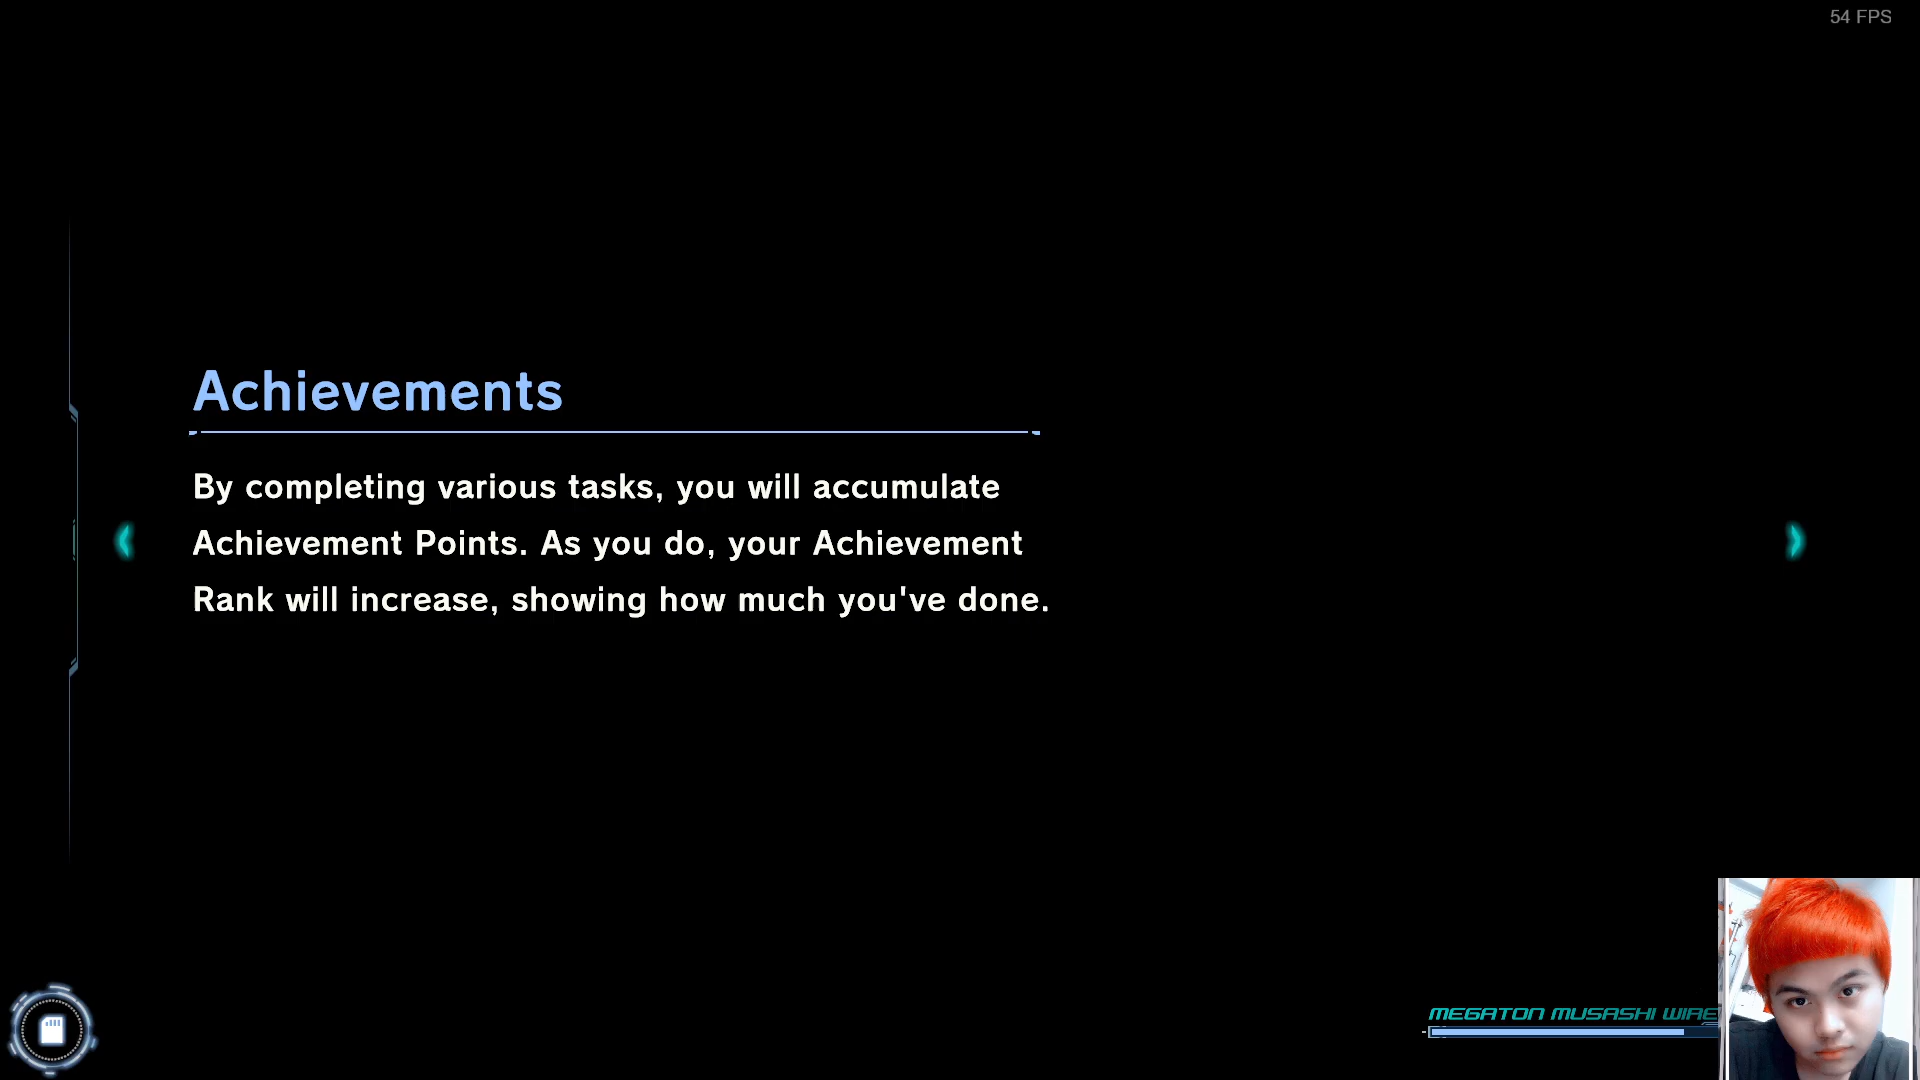 54 FPS
Achievements
By completing various tasks, you will accumulate
Achievement Points. As you do, your Achievement
Rank will increase, showing how much you've done.
MEGATON MUSASHI WIRE